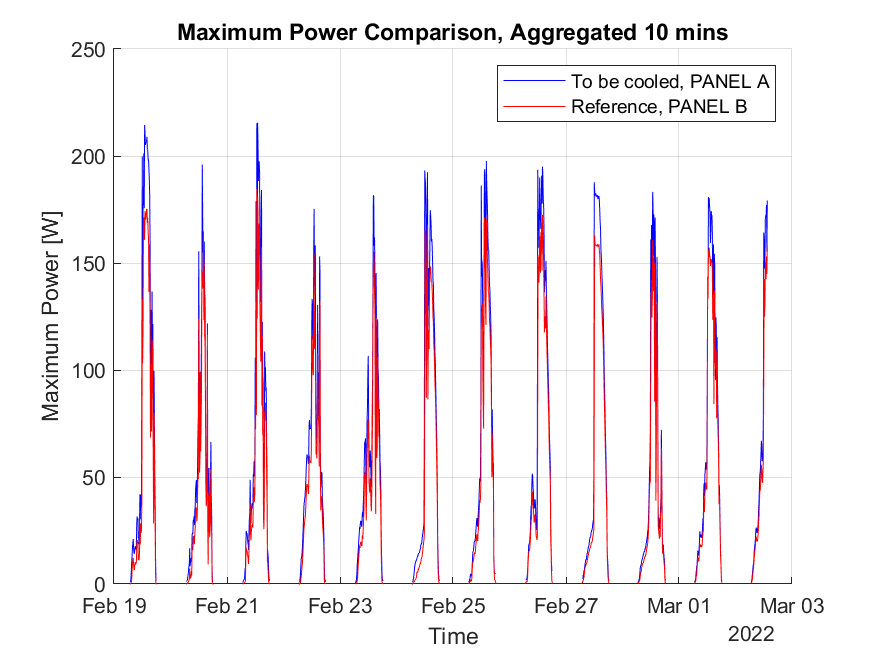 Maximum Power Comparison, Aggregated 10 mins
250
200
150
100
50
0
Maximum Power [W]
To be cooled, PANEL A
Reference, PANEL B
Feb 19 Feb 21 Feb 23 Feb 25 Feb 27 Mar 01 Mar 03
Time
2022